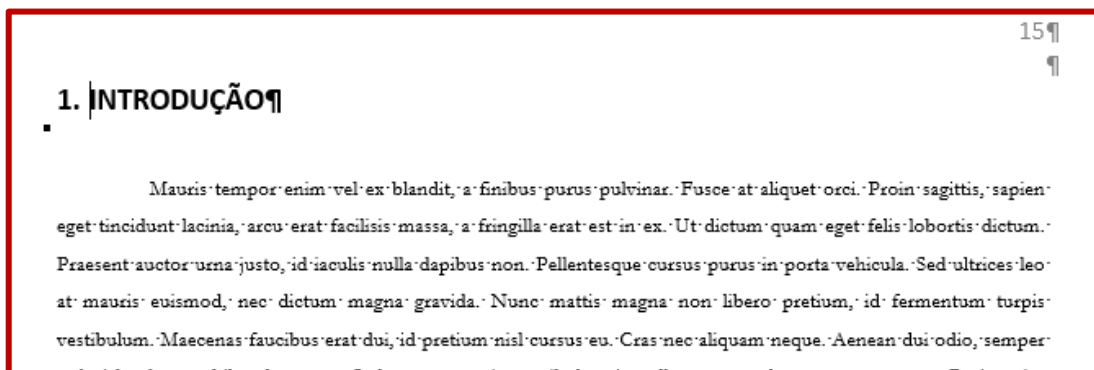 15¶
¶
1. INTRODUÇÃO¶
Mauris·tempor·enim·vel·ex·blandit,·a·finibus·purus·pulvinar.·Fusce·at·aliquet·orci.·Proin·sagittis,·sapien·
eget·tincidunt·lacinia,·arcu·erat·facilisis·massa,·a·fringilla·erat·est·in·ex.·Ut·dictum·quam·eget·felis·lobortis·dictum.·
Praesent·auctor·urna·justo,·id·iaculis·nulla·dapibus·non.·Pellentesque·cursus·purus·in·porta·vehicula.·Sed·ultrices·leo·
at·mauris·euismod,·nec·dictum·magna·gravida.·Nunc·mattis·magna·non·libero·pretium,·id·fermentum·turpis·
vestibulum.·Maecenas·faucibus·erat·dui,·id·pretium·nisl·cursus·eu.·Cras·nec·aliquam·neque.·Aenean·dui·odio,·semper·